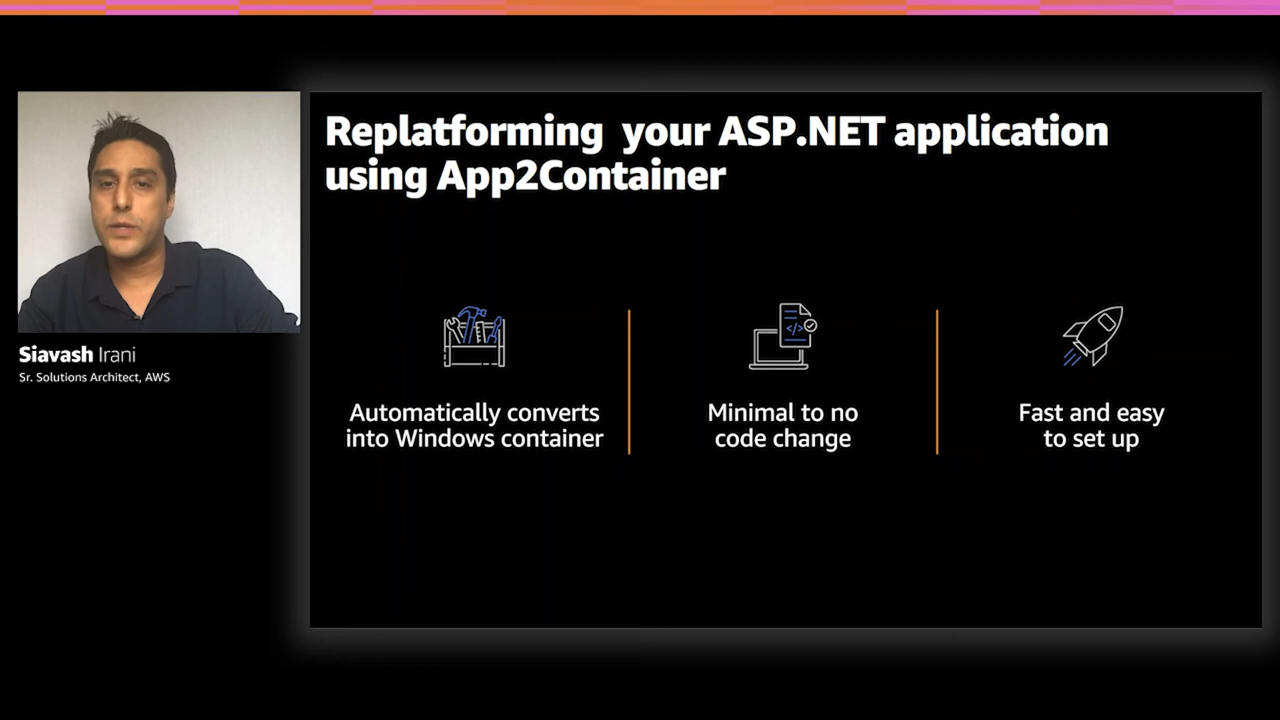 Replatforming your ASP.NET application
using App2Container
Siavash Irani
Sr. Solutions Architect, AWS
Automatically converts
into Windows container
</>
Minimal to no
code change
Fast and easy
to set up